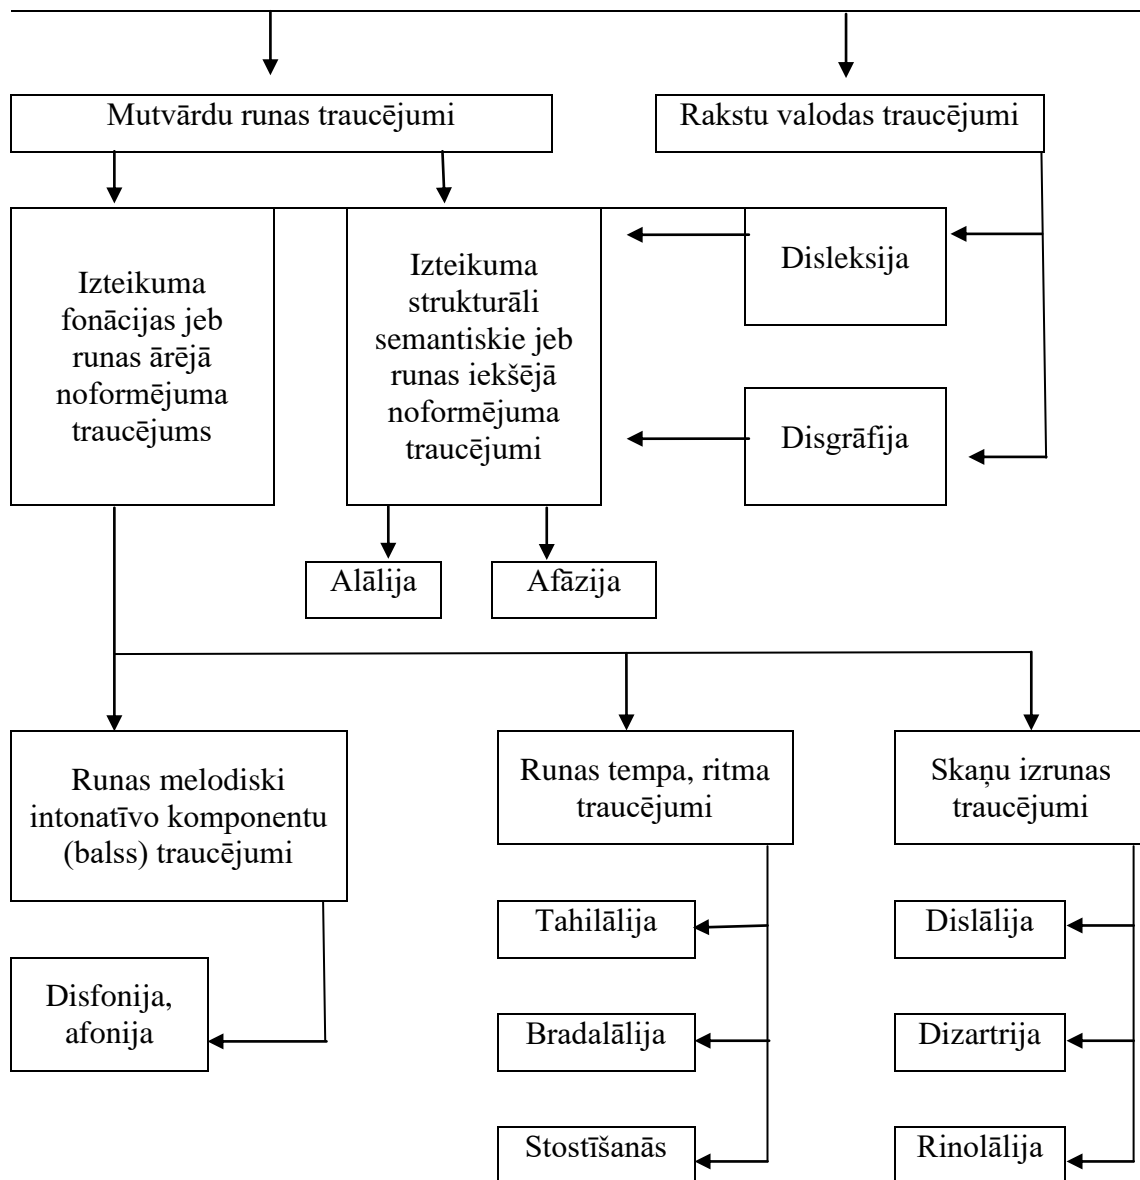 Mutvārdu runas traucējumi
Rakstu valodas traucējumi
Izteikuma
fonācijas jeb
runas ārējā
noformējuma
traucējums
Izteikuma
strukturāli
semantiskie jeb
runas iekšējā
noformējuma
traucējumi
Disleksija
Disgrāfija
Alālija
Afāzija
Runas melodiski
intonatīvo komponentu
(balss) traucējumi
Runas tempa, ritma
traucējumi
Skaņu izrunas
traucējumi
Tahilālija
Dislālija
Disfonija,
afonija
Bradalālija
Dizartrija
Stostīšanās
Rinolālija